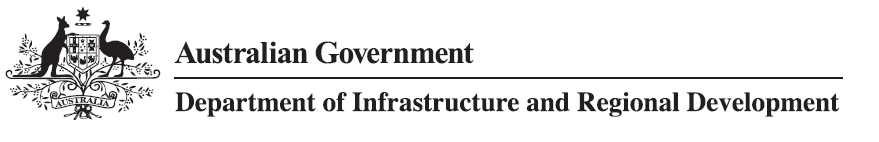 Australian Government
Department of Infrastructure and Regional Development
AUSTRALIA